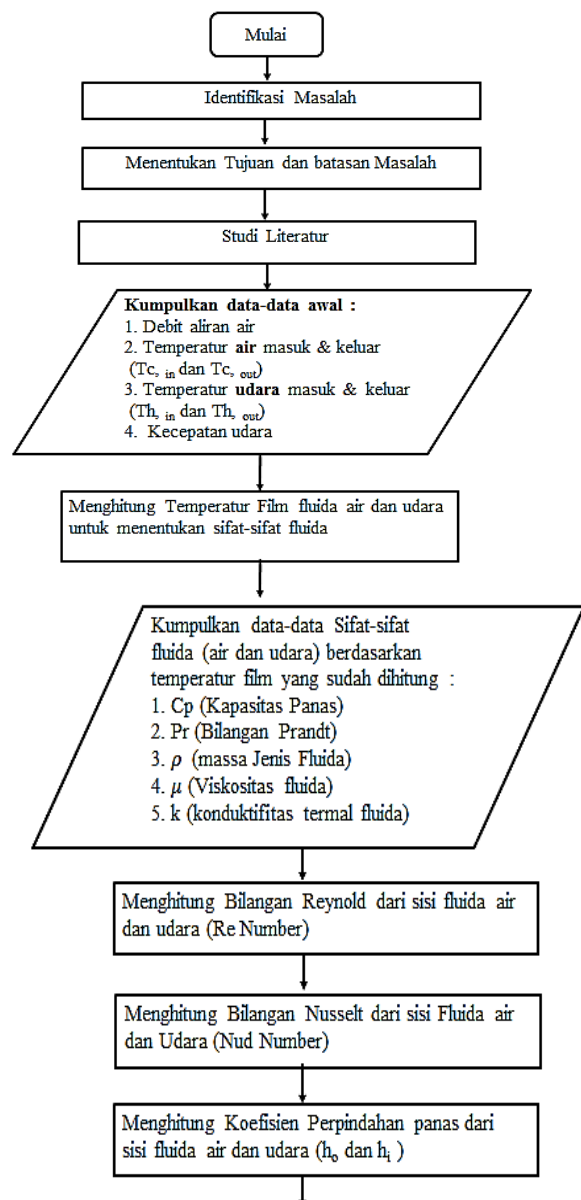 Mulai
Identifikasi Masalah
Menentukan Tujuan dan batasan Masalah
Studi Literatur
Kumpulkan data-data awal :
1. Debit aliran air
2. Temperatur air masuk & keluar
(Tc, in dan Tc, out)
3. Temperatur udara masuk & keluar
(Th, in dan Th, out)
4. Kecepatan udara
Menghitung Temperatur Film fluida air dan udara
untuk menentukan sifat-sifat fluida
Kumpulkan data-data Sifat-sifat
fluida (air dan udara) berdasarkan
temperatur film yang sudah dihitung :
1. Cp (Kapasitas Panas)
2. Pr (Bilangan Prandt)
3. ρ (massa Jenis Fluida)
4. μ (Viskositas fluida)
5. k (konduktifitas termal fluida)
Menghitung Bilangan Reynold dari sisi fluida air
dan udara (Re Number)
Menghitung Bilangan Nusselt dari sisi Fluida air
dan Udara (Nud Number)
Menghitung Koefisien Perpindahan panas dari
sisi fluida air dan udara (hₒ dan hᵢ )